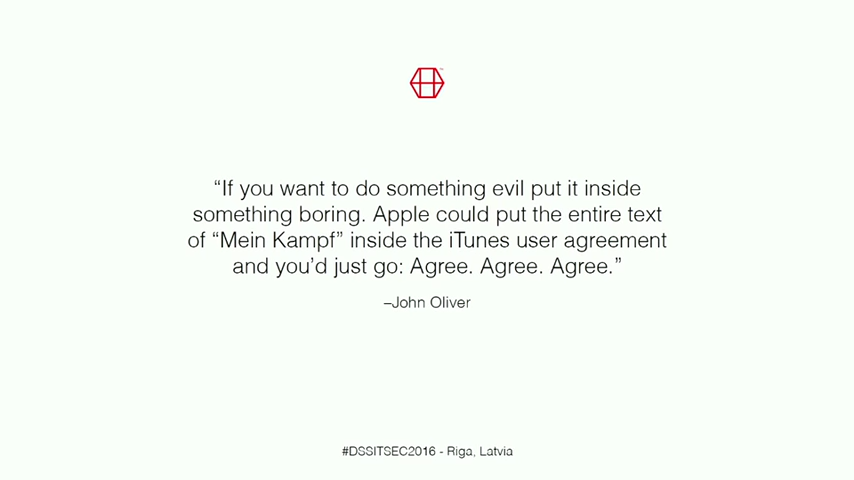 “If you want to do something evil put it inside
something boring. Apple could put the entire text
of “Mein Kampf” inside the iTunes user agreement
and you’d just go: Agree. Agree. Agree.”
–John Oliver
#DSSITSEC2016 - Riga, Latvia